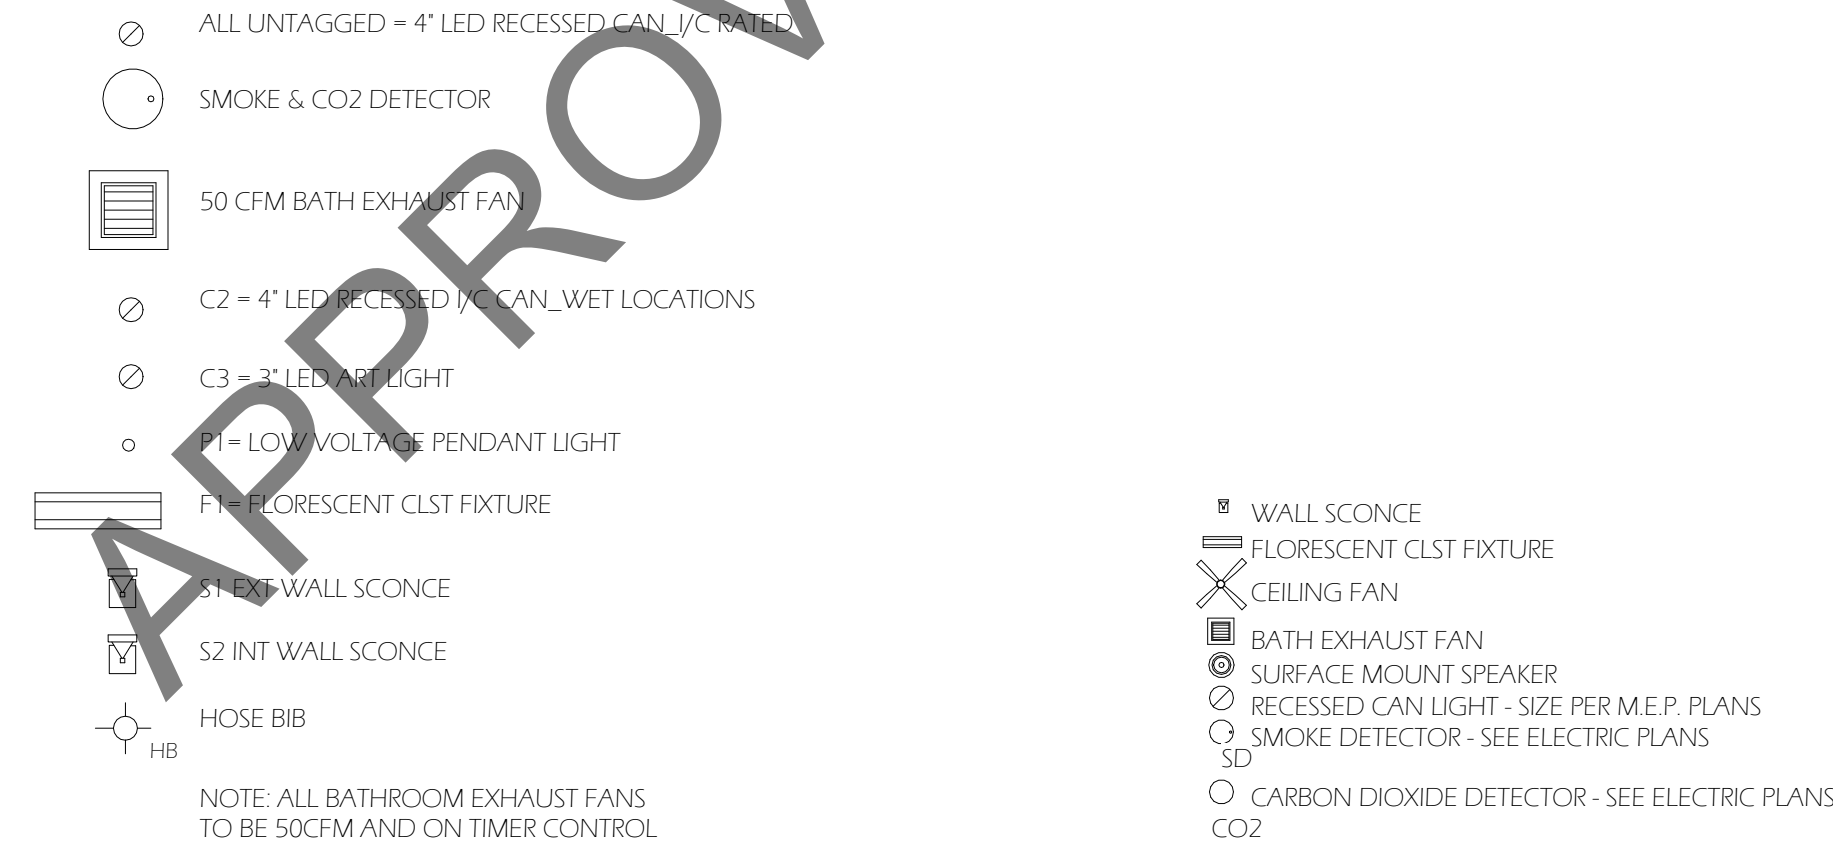 ALL UNTAGGED = 4" LED RECESSED CAN_I/C RATED
SMOKE & CO2 DETECTOR
50 CFM BATH EXHAUST FAN
C2 = 4" LED RECESSED I/C CAN_WET LOCATIONS
C3 = 3" LED ART LIGHT
P1= LOW VOLTAGE PENDANT LIGHT
F1= FLORESCENT CLST FIXTURE
S1 EXT WALL SCONCE
S2 INT WALL SCONCE
HOSE BIB
HB
NOTE: ALL BATHROOM EXHAUST FANS
TO BE 50CFM AND ON TIMER CONTROL
WALL SCONCE
FLORESCENT CLST FIXTURE
CEILING FAN
BATH EXHAUST FAN
SURFACE MOUNT SPEAKER
RECESSED CAN LIGHT - SIZE PER M.E.P. PLANS
SMOKE DETECTOR - SEE ELECTRIC PLANS
SD
CARBON DIOXIDE DETECTOR - SEE ELECTRIC PLANS
CO2
APPROV